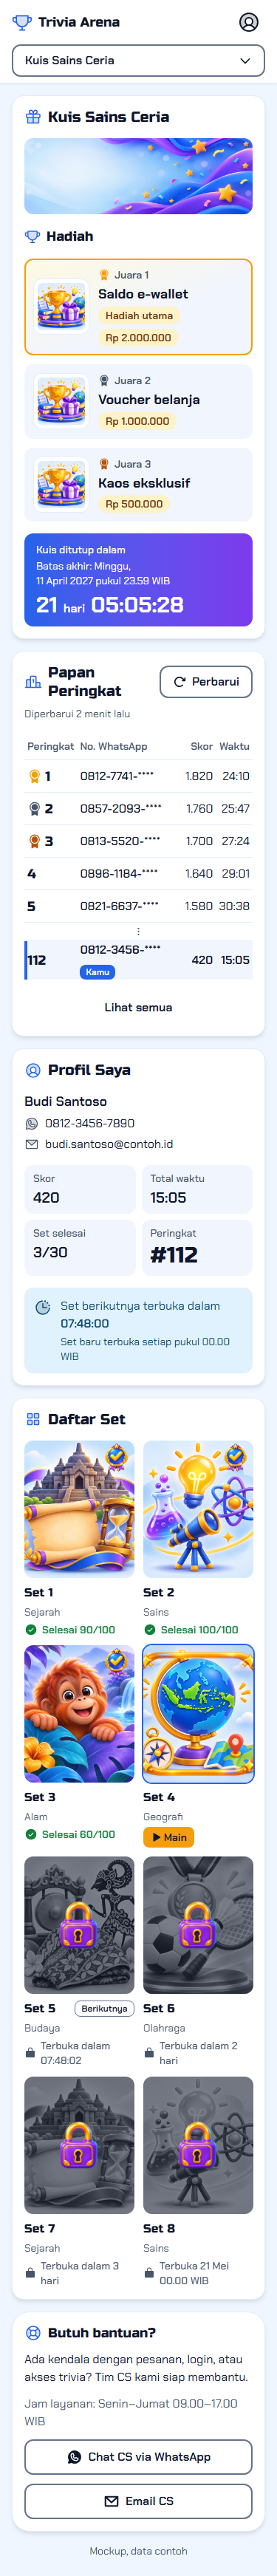 Trivia Arena
Kuis Sains Ceria
Kuis Sains Ceria
Hadiah
Juara 1
Saldo e-wallet
Hadiah utama
Rp 2.000.000
Juara 2
Voucher belanja
Rp 1.000.000
Juara 3
Kaos eksklusif
Rp 500.000
Kuis ditutup dalam
Batas akhir: Minggu,
11 April 2027 pukul 23.59 WIB
21 hari 05:05:28
Papan
Peringkat
Perbarui
Diperbarui 2 menit lalu
Peringkat No. WhatsApp Skor Waktu
1 0812-7741-**** 1.820 24:10
2 0857-2093-**** 1.760 25:47
3 0813-5520-**** 1.700 27:24
4 0896-1184-**** 1.640 29:01
5 0821-6637-**** 1.580 30:38
⋮
112 0812-3456-**** 420 15:05
Kamu
Lihat semua
Profil Saya
Budi Santoso
0812-3456-7890
budi.santoso@contoh.id
Skor
420
Total waktu
15:05
Set selesai
3/30
Peringkat
#112
Set berikutnya terbuka dalam
07:48:00
Set baru terbuka setiap pukul 00.00
WIB
Daftar Set
Set 1
Sejarah
Selesai 90/100
Set 2
Sains
Selesai 100/100
Set 3
Alam
Selesai 60/100
Set 4
Geografi
Main
Set 5
Berikutnya
Budaya
Terbuka dalam
07:48:02
Set 6
Olahraga
Terbuka dalam 2
hari
Set 7
Sejarah
Terbuka dalam 3
hari
Set 8
Sains
Terbuka 21 Mei
00.00 WIB
Butuh bantuan?
Ada kendala dengan pesanan, login, atau
akses trivia? Tim CS kami siap membantu.
Jam layanan: Senin–Jumat 09.00–17.00
WIB
Chat CS via WhatsApp
Email CS
Mockup, data contoh